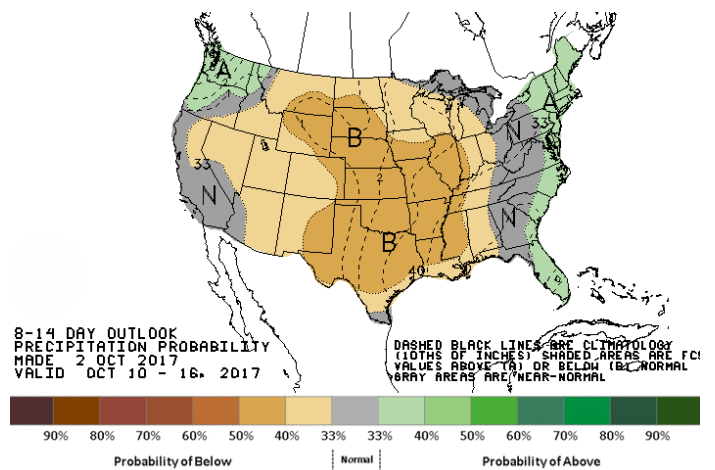 A
A
N
33
B
33
2
N
N
B
40
8-14 DAY OUTLOOK
PRECIPITATION PROBABILITY
MADE 2 OCT 2017
VALID OCT 10 - 16, 2017
DASHED BLACK LINES ARE CLIMATOLOGY
(10THS OF INCHES) SHADED AREAS ARE FCS
VALUES ABOVE (A) OR BELOW (B) NORMAL
GRAY AREAS ARE NEAR-NORMAL
90% 80% 70% 60% 50% 40% 33% 33% 40% 50% 60% 70% 80% 90%
Probability of Below Normal Probability of Above